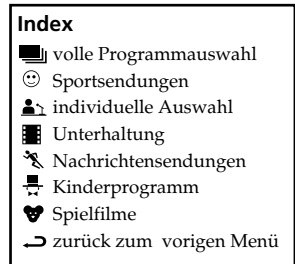 Index
volle Programmauswahl
Sportsendungen
individuelle Auswahl
Unterhaltung
Nachrichtensendungen
Kinderprogramm
Spielfilme
zurück zum vorigen Menü